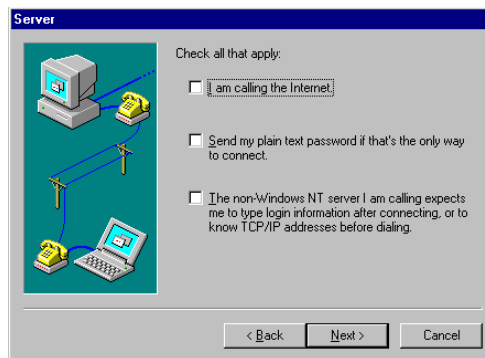 Server
Check all that apply:
I am calling the Internet.
Send my plain text password if that's the only way
to connect.
The non-Windows NT server I am calling expects
me to type login information after connecting, or to
know TCP/IP addresses before dialing.
< Back
Next >
Cancel